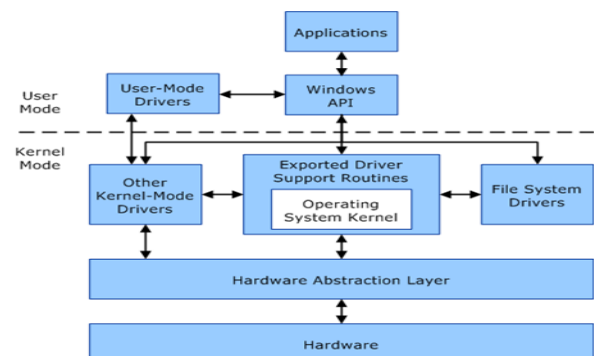 Applications
User-Mode
Drivers
Windows
API
User
Mode
Kernel
Mode
Other
Kernel-Mode
Drivers
Exported Driver
Support Routines
Operating
System Kernel
File System
Drivers
Hardware Abstraction Layer
Hardware